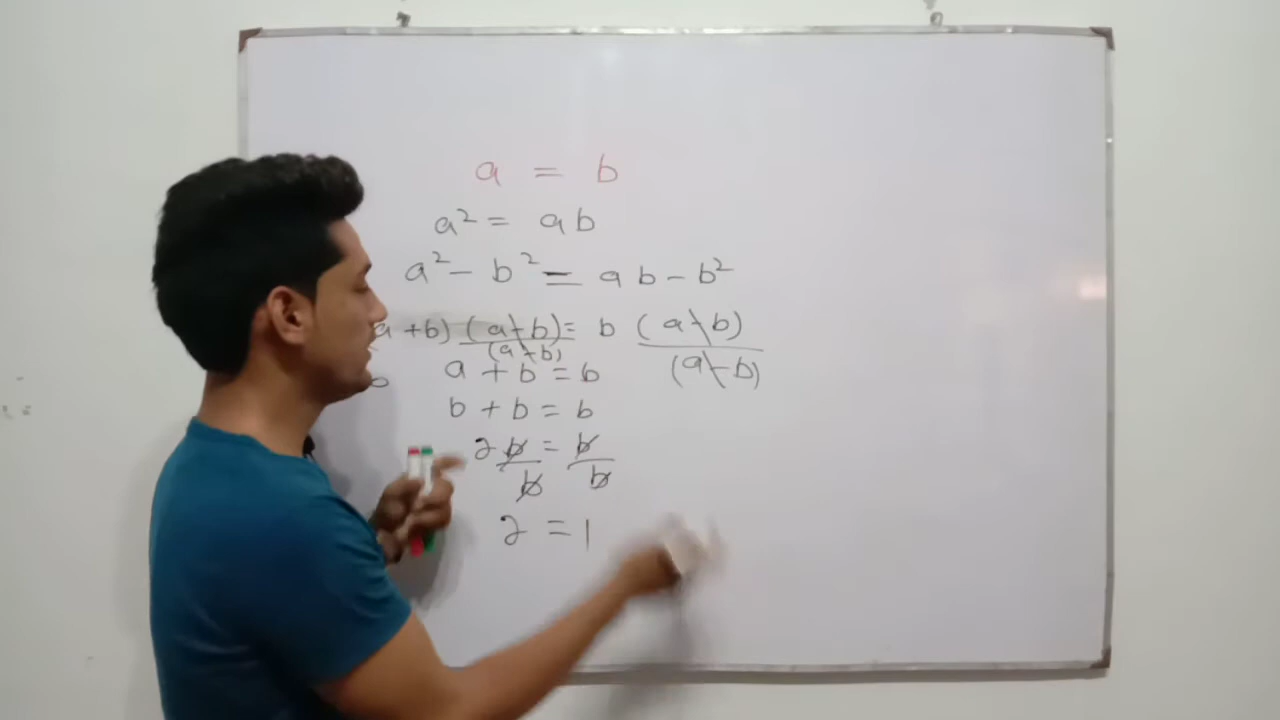 a = b
a² = ab
a² - b² = ab - b²
a + b) (a - b) = b (a - b)
(a - b) (a - b)
a + b = b
b + b = b
2b = b
b b
2 = 1